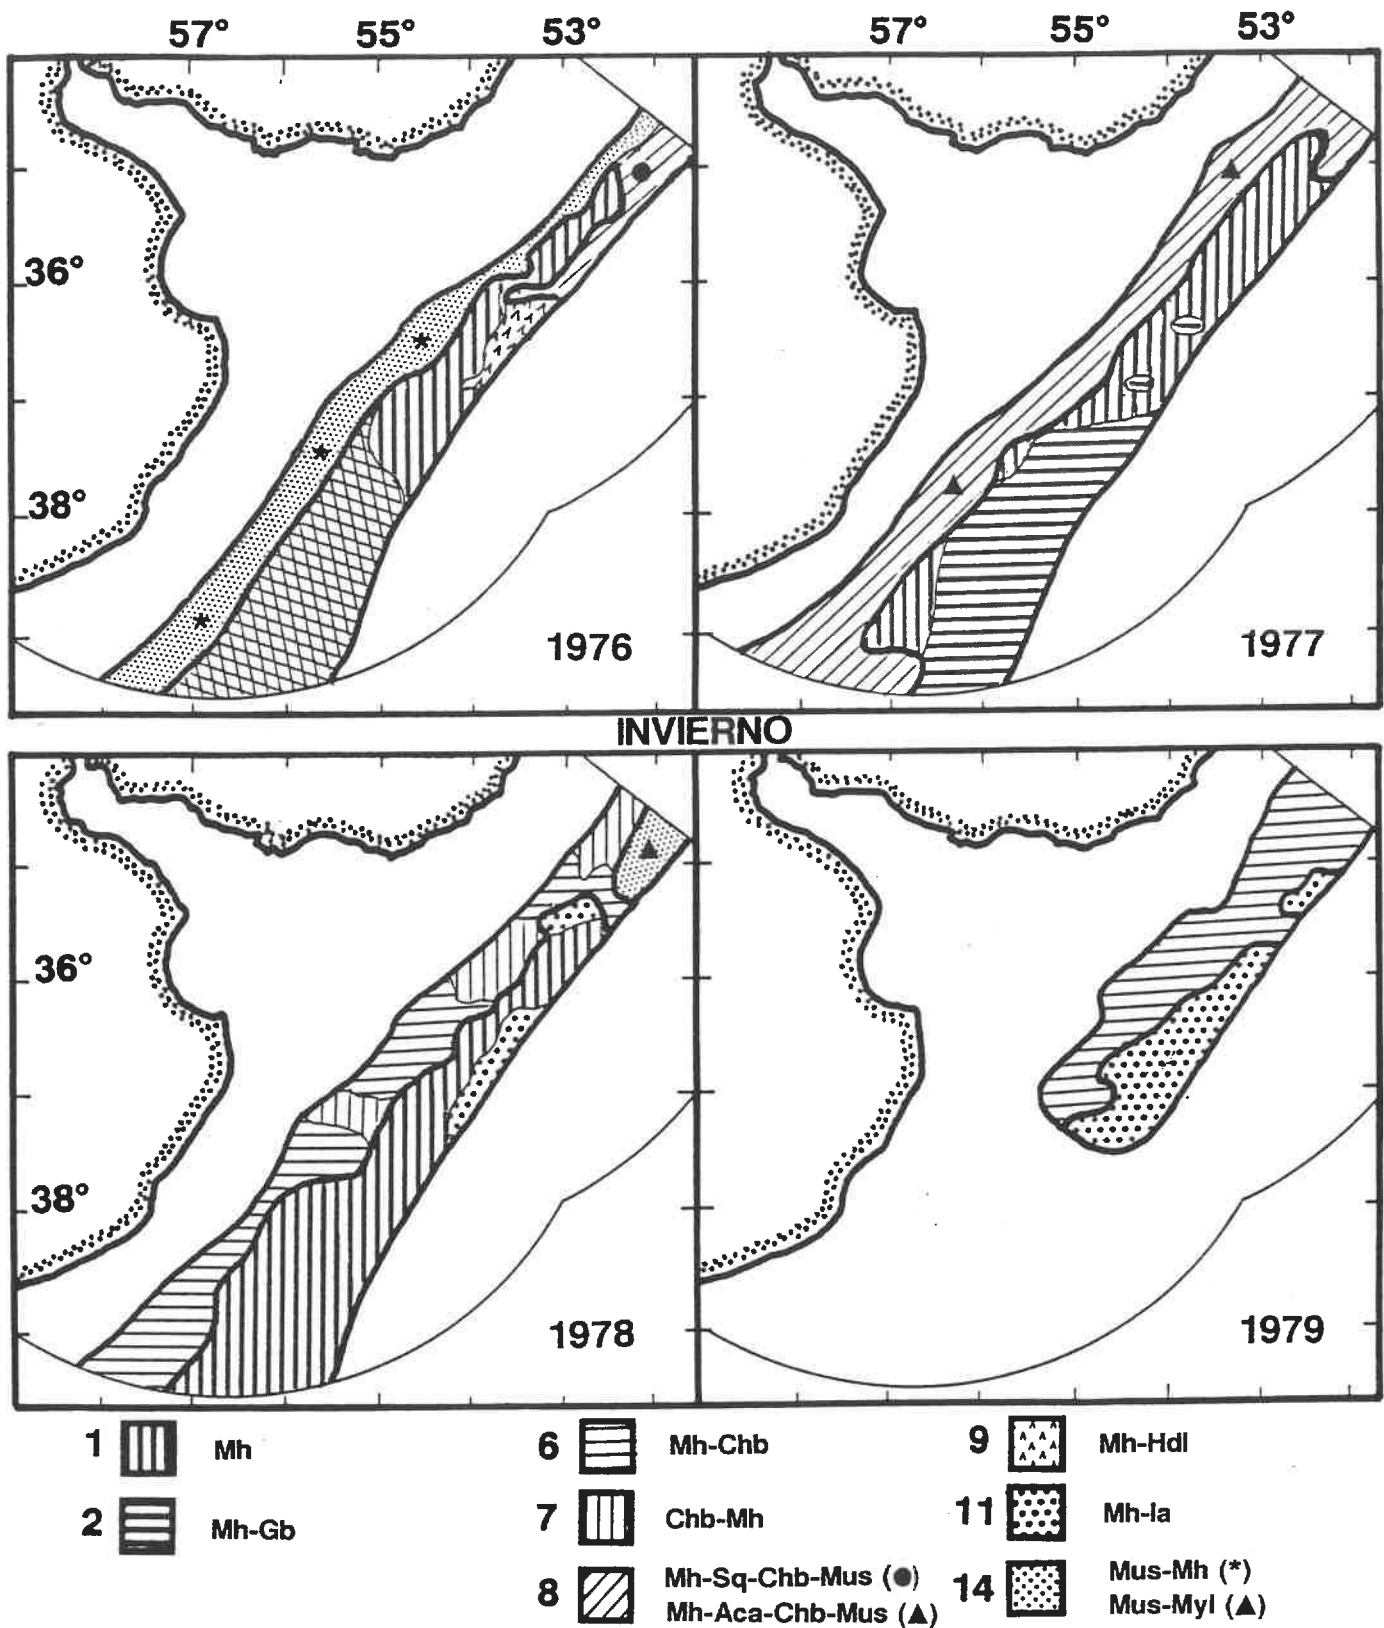 57° 55° 53° 57° 55° 53°
36°
38°
1976 1977
INVIERNO
36°
38°
1978 1979
1 Mh 6 Mh-Chb 9 Mh-Hdl
2 Mh-Gb 7 Chb-Mh 11 Mh-Ia
8 Mh-Sq-Chb-Mus (●) 14 Mus-Mh (*)
Mh-Aca-Chb-Mus (▲) Mus-Myl (▲)